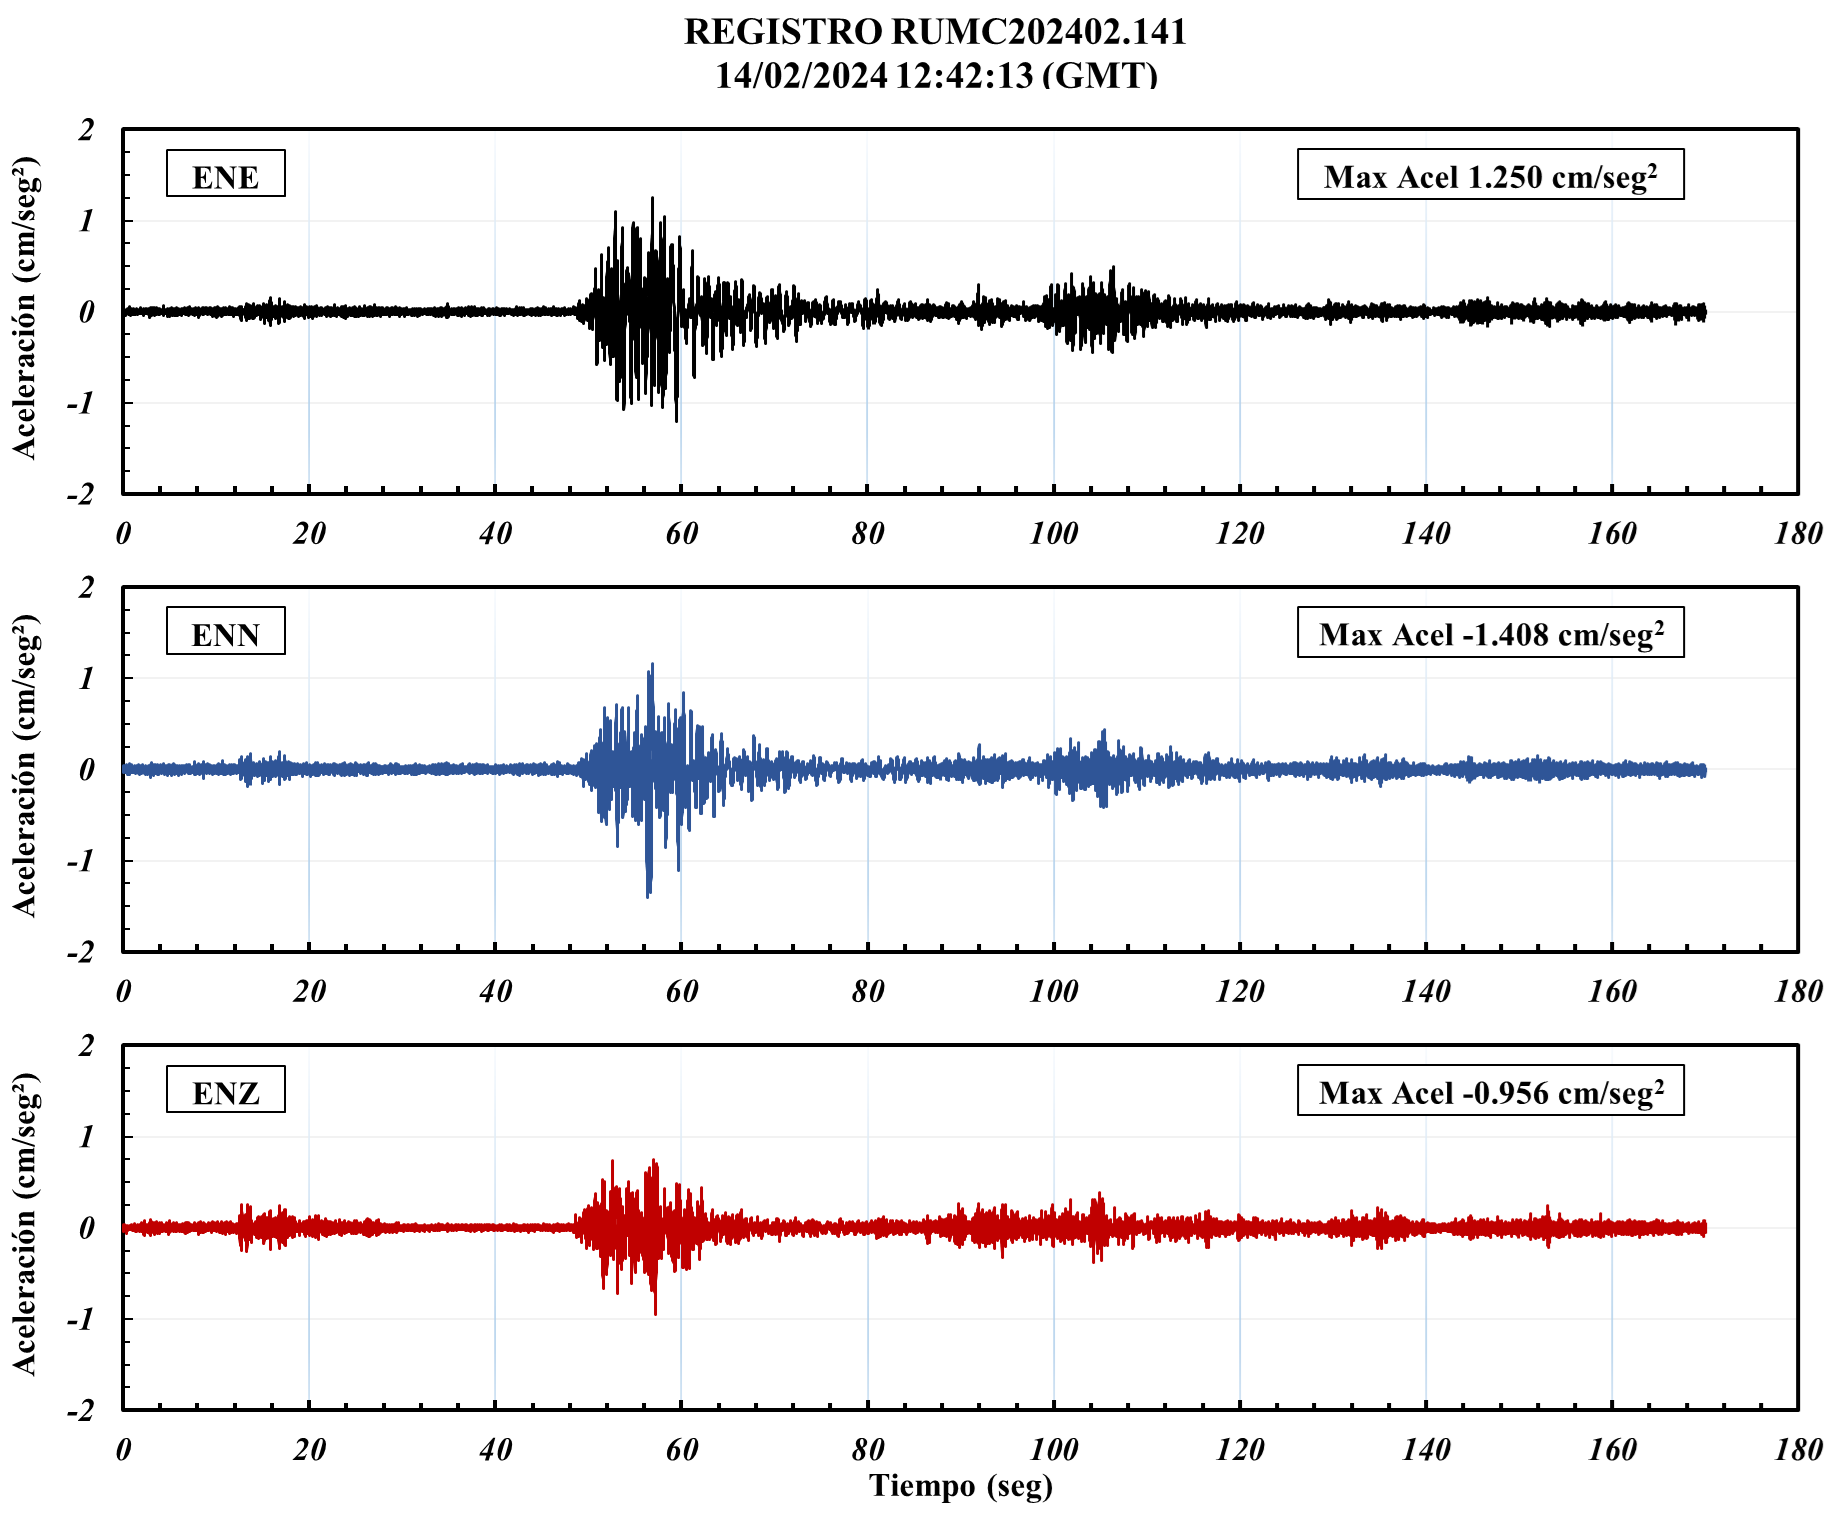 REGISTRO RUMC202402.141
14/02/2024 12:42:13 (GMT)
Aceleración (cm/seg²)
2
1
0
-1
-2
ENE
Max Acel 1.250 cm/seg²
0 20 40 60 80 100 120 140 160 180
Aceleración (cm/seg²)
2
1
0
-1
-2
ENN
Max Acel -1.408 cm/seg²
0 20 40 60 80 100 120 140 160 180
Aceleración (cm/seg²)
2
1
0
-1
-2
ENZ
Max Acel -0.956 cm/seg²
0 20 40 60 80 100 120 140 160 180
Tiempo (seg)